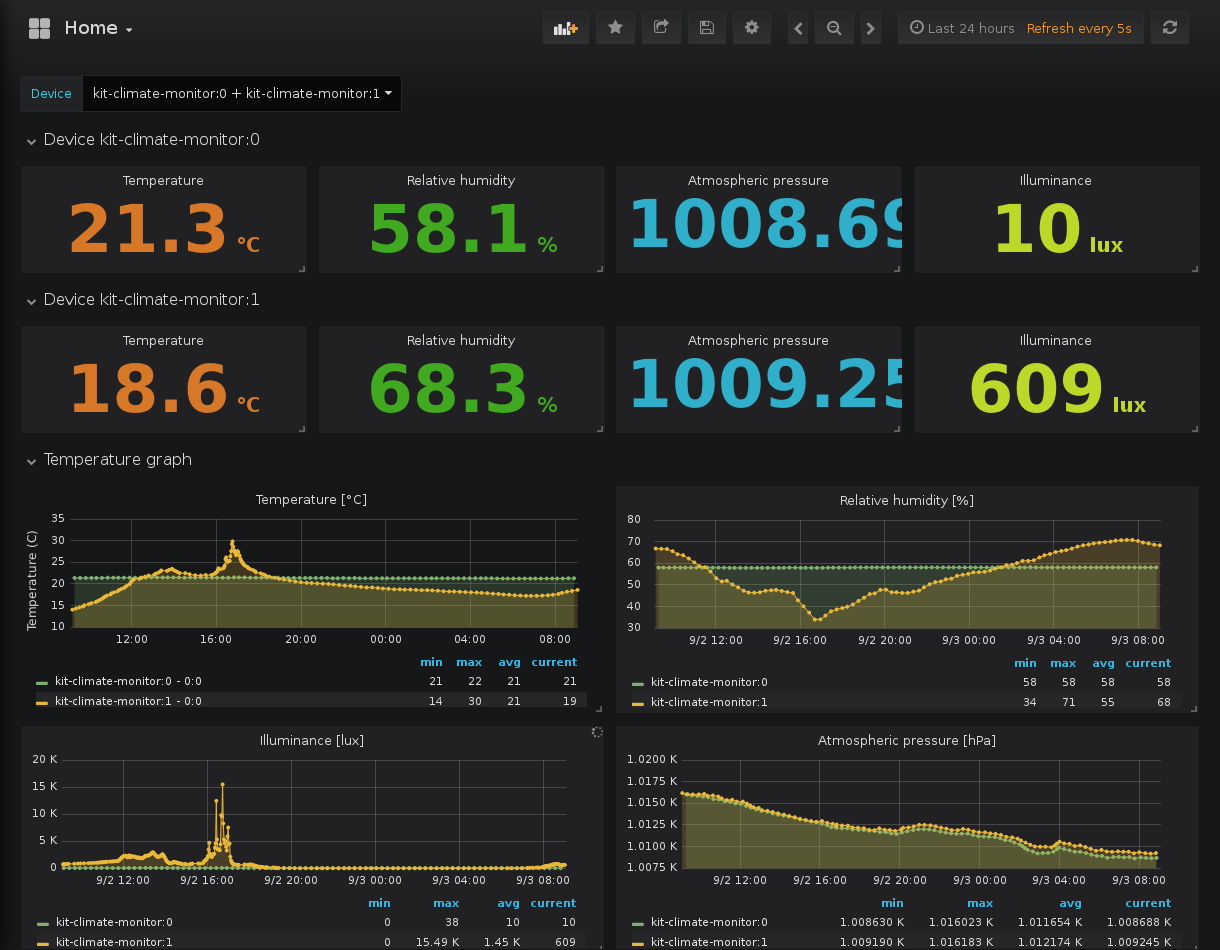 Home
Last 24 hours Refresh every 5s
Device kit-climate-monitor:0 + kit-climate-monitor:1
Device kit-climate-monitor:0
Temperature Relative humidity Atmospheric pressure Illuminance
21.3 °C 58.1 % 1008.69 10 lux
Device kit-climate-monitor:1
Temperature Relative humidity Atmospheric pressure Illuminance
18.6 °C 68.3 % 1009.25 609 lux
Temperature graph
Temperature [°C]
Temperature (C)
35
30
25
20
15
10
12:00 16:00 20:00 00:00 04:00 08:00
min max avg current
kit-climate-monitor:0 - 0:0 21 22 21 21
kit-climate-monitor:1 - 0:0 14 30 21 19
Relative humidity [%]
80
70
60
50
40
30
9/2 12:00 9/2 16:00 9/2 20:00 9/3 00:00 9/3 04:00 9/3 08:00
min max avg current
kit-climate-monitor:0 58 58 58 58
kit-climate-monitor:1 34 71 55 68
Illuminance [lux]
20 K
15 K
10 K
5 K
0
9/2 12:00 9/2 16:00 9/2 20:00 9/3 00:00 9/3 04:00 9/3 08:00
min max avg current
kit-climate-monitor:0 0 38 10 10
kit-climate-monitor:1 0 15.49 K 1.45 K 609
Atmospheric pressure [hPa]
1.0200 K
1.0175 K
1.0150 K
1.0125 K
1.0100 K
1.0075 K
9/2 12:00 9/2 16:00 9/2 20:00 9/3 00:00 9/3 04:00 9/3 08:00
min max avg current
kit-climate-monitor:0 1.008630 K 1.016023 K 1.011654 K 1.008688 K
kit-climate-monitor:1 1.009190 K 1.016183 K 1.012174 K 1.009245 K